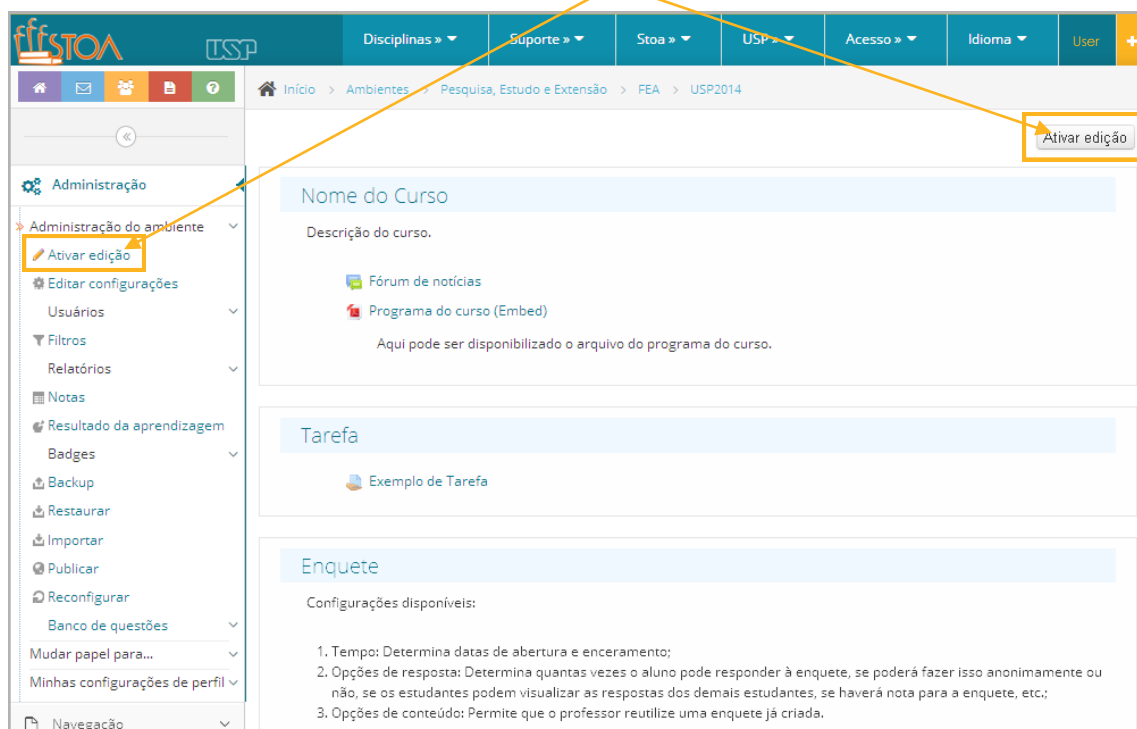 STOA USP Disciplinas » Suporte » Stoa » USP » Acesso » Idioma User +
Início > Ambientes > Pesquisa, Estudo e Extensão > FEA > USP2014
Ativar edição
Administração
Administração do ambiente
Ativar edição
Editar configurações
Usuários
Filtros
Relatórios
Notas
Resultado da aprendizagem
Badges
Backup
Restaurar
Importar
Publicar
Reconfigurar
Banco de questões
Mudar papel para...
Minhas configurações de perfil
Navegação
Nome do Curso
Descrição do curso.
Fórum de notícias
Programa do curso (Embed)
Aqui pode ser disponibilizado o arquivo do programa do curso.
Tarefa
Exemplo de Tarefa
Enquete
Configurações disponíveis:
1. Tempo: Determina datas de abertura e enceramento;
2. Opções de resposta: Determina quantas vezes o aluno pode responder à enquete, se poderá fazer isso anonimamente ou
não, se os estudantes podem visualizar as respostas dos demais estudantes, se haverá nota para a enquete, etc.;
3. Opções de conteúdo: Permite que o professor reutilize uma enquete já criada.